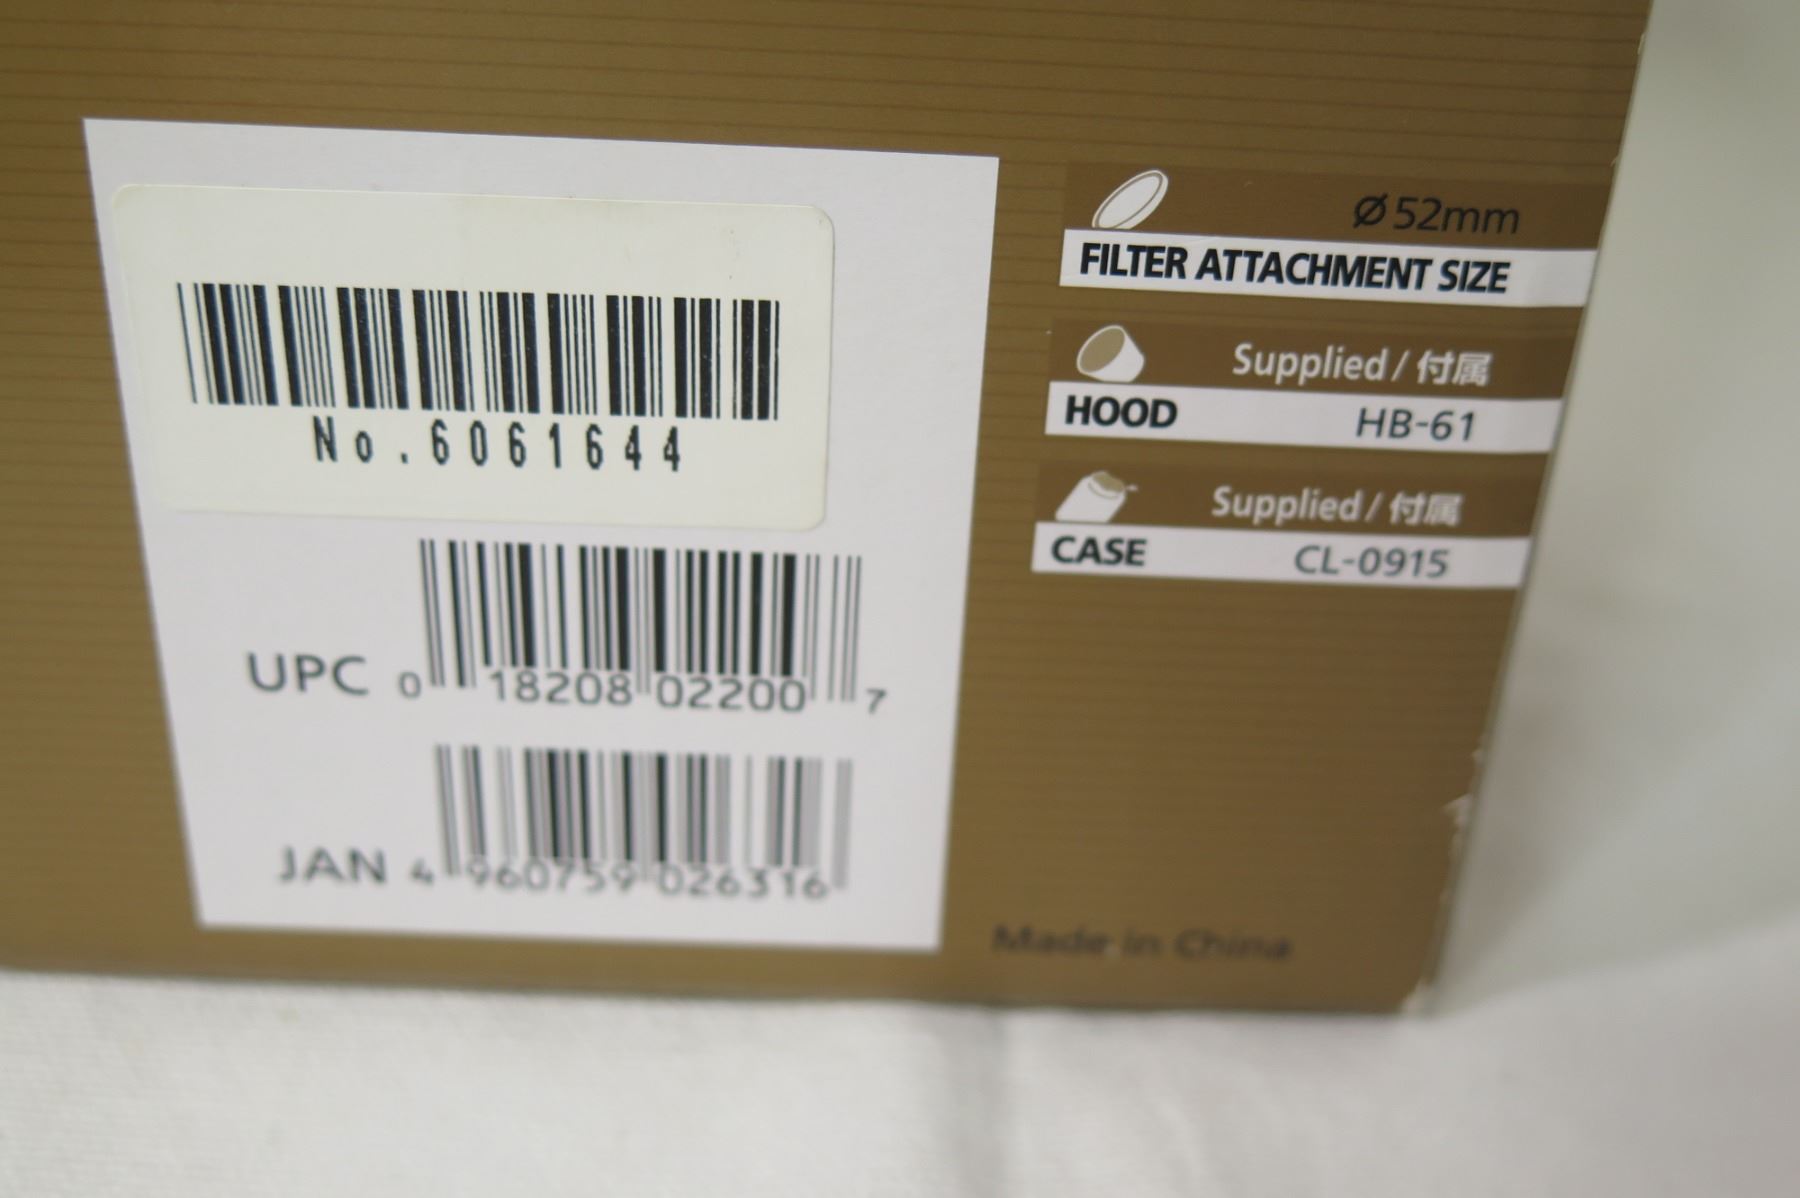 No.6061644
UPC 0 18208 02200 7
JAN 4 960759 026316
Ø52mm
FILTER ATTACHMENT SIZE
Supplied / 付属
HOOD HB-61
Supplied / 付属
CASE CL-0915
Made in China